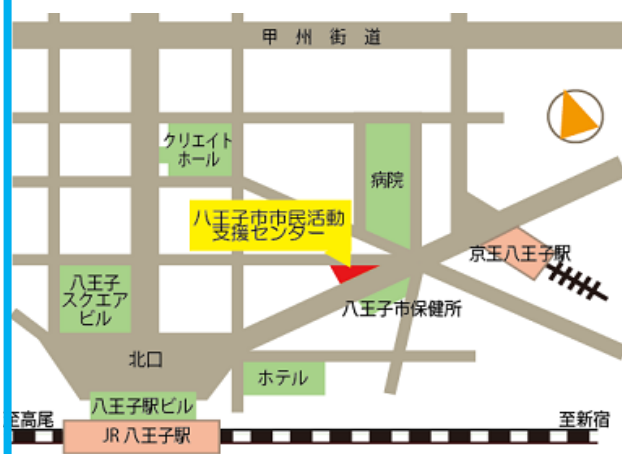 甲州街道
クリエイト
ホール
病院
八王子市市民活動
支援センター
京王八王子駅
八王子
スクエア
ビル
八王子市保健所
北口
ホテル
八王子駅ビル
至高尾
至新宿
JR八王子駅